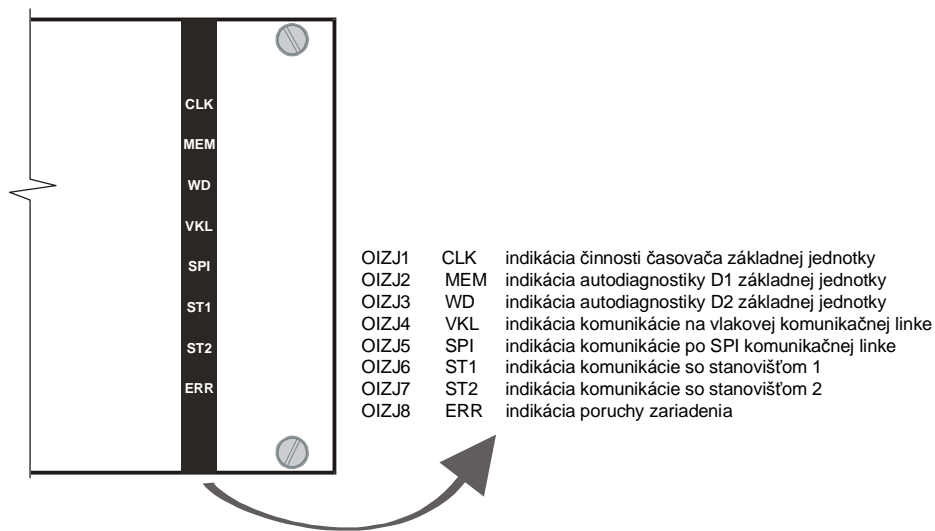 CLK
MEM
WD
VKL
SPI
ST1
ST2
ERR
OIZJ1 CLK indikácia činnosti časovača základnej jednotky
OIZJ2 MEM indikácia autodiagnostiky D1 základnej jednotky
OIZJ3 WD indikácia autodiagnostiky D2 základnej jednotky
OIZJ4 VKL indikácia komunikácie na vlakovej komunikačnej linke
OIZJ5 SPI indikácia komunikácie po SPI komunikačnej linke
OIZJ6 ST1 indikácia komunikácie so stanovišťom 1
OIZJ7 ST2 indikácia komunikácie so stanovišťom 2
OIZJ8 ERR indikácia poruchy zariadenia